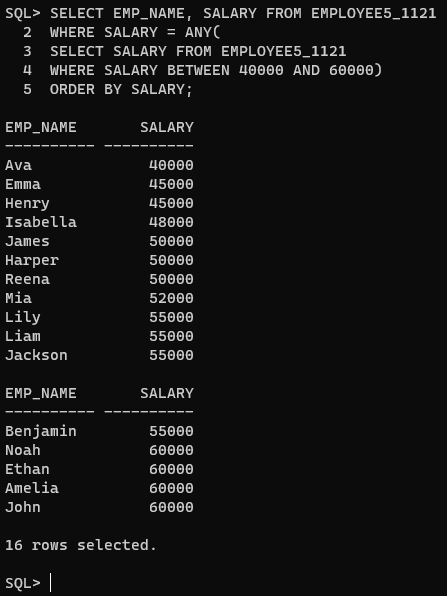 SQL> SELECT EMP_NAME, SALARY FROM EMPLOYEE5_1121
  2  WHERE SALARY = ANY(
  3  SELECT SALARY FROM EMPLOYEE5_1121
  4  WHERE SALARY BETWEEN 40000 AND 60000)
  5  ORDER BY SALARY;

EMP_NAME       SALARY
---------- ----------
Ava             40000
Emma            45000
Henry           45000
Isabella        48000
James           50000
Harper          50000
Reena           50000
Mia             52000
Lily            55000
Liam            55000
Jackson         55000

EMP_NAME       SALARY
---------- ----------
Benjamin        55000
Noah            60000
Ethan           60000
Amelia          60000
John            60000

16 rows selected.

SQL>